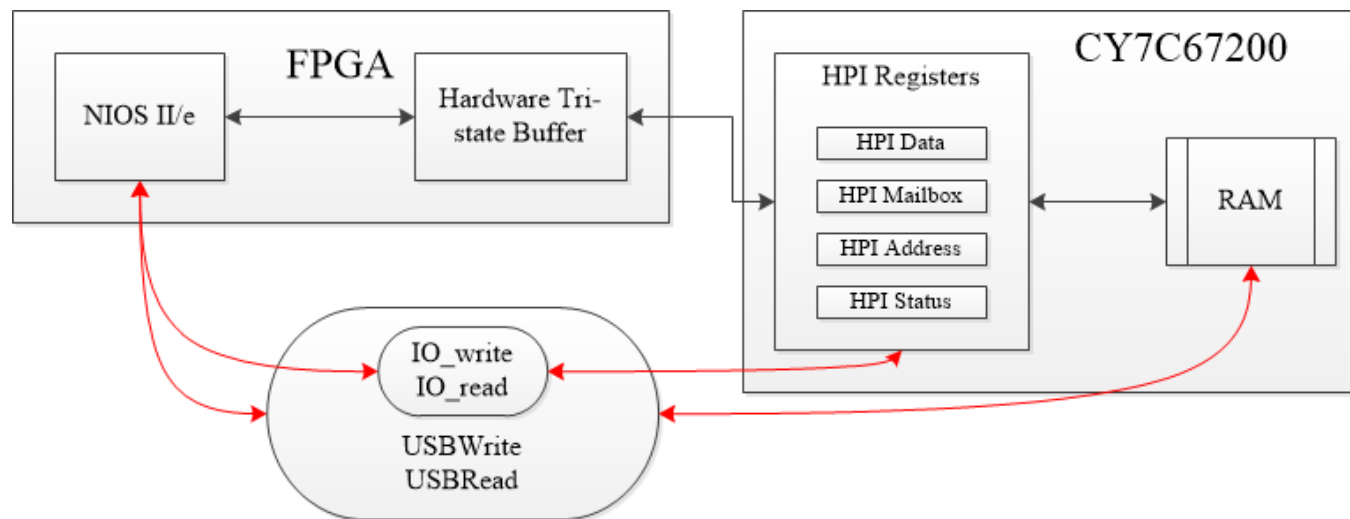 FPGA
NIOS II/e
Hardware Tri-
state Buffer
CY7C67200
HPI Registers
HPI Data
HPI Mailbox
HPI Address
HPI Status
RAM
IO_write
IO_read
USBWrite
USBRead